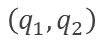 (q₁, q₂)